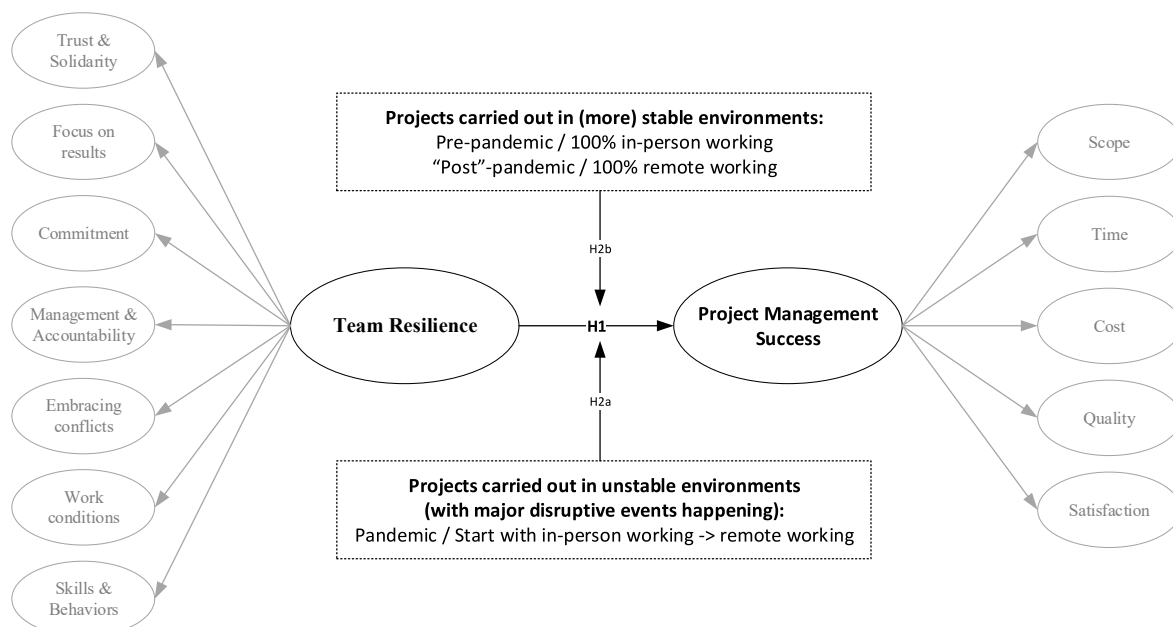 Trust &
Solidarity
Focus on
results
Commitment
Management &
Accountability
Embracing
conflicts
Work
conditions
Skills &
Behaviors
Team Resilience
Projects carried out in (more) stable environments:
Pre-pandemic / 100% in-person working
“Post”-pandemic / 100% remote working
H2b
H1
H2a
Projects carried out in unstable environments
(with major disruptive events happening):
Pandemic / Start with in-person working -> remote working
Project Management
Success
Scope
Time
Cost
Quality
Satisfaction